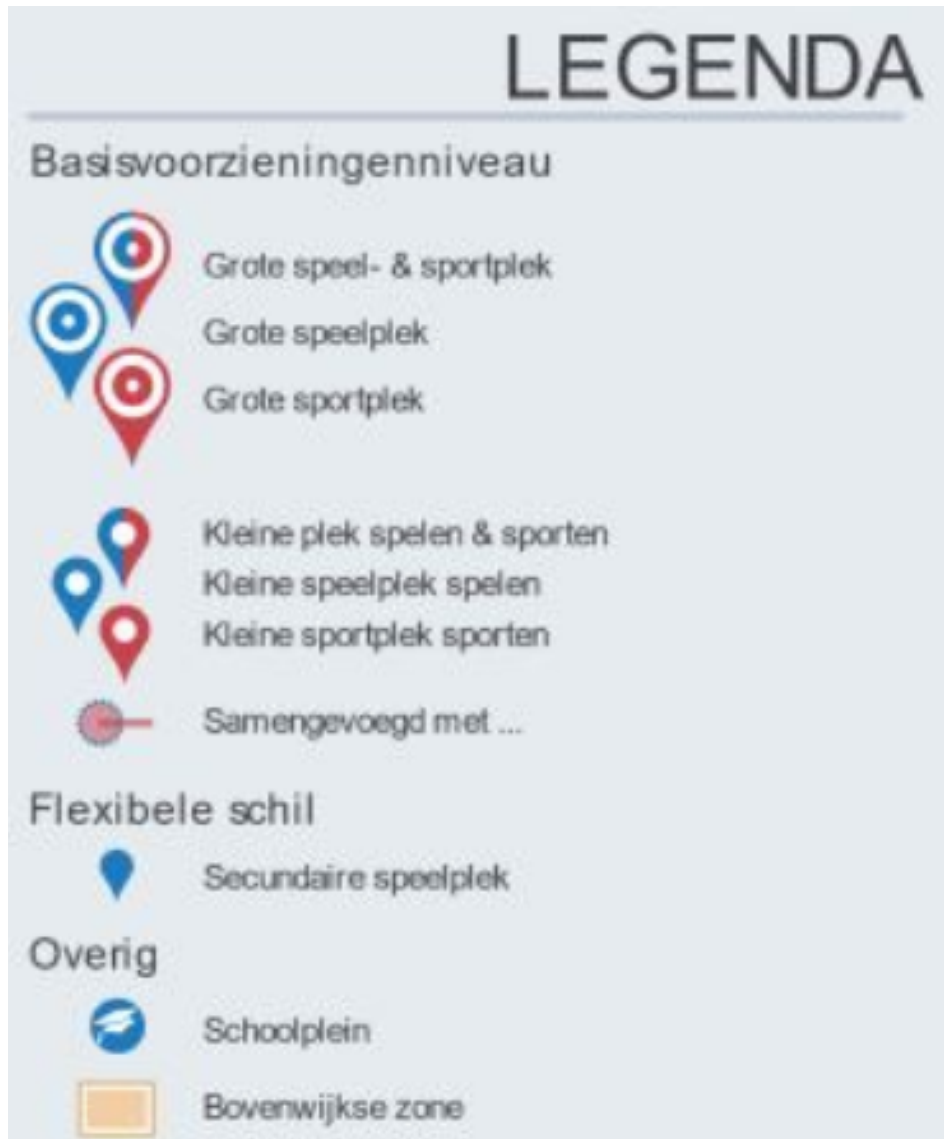 LEGENDA
Basisvoorzieningenniveau
Grote speel- & sportplek
Grote speelplek
Grote sportplek
Kleine plek spelen & sporten
Kleine speelplek spelen
Kleine sportplek sporten
Samengevoegd met ...
Flexibele schil
Secundaire speelplek
Overig
Schoolplein
Bovenwijkse zone